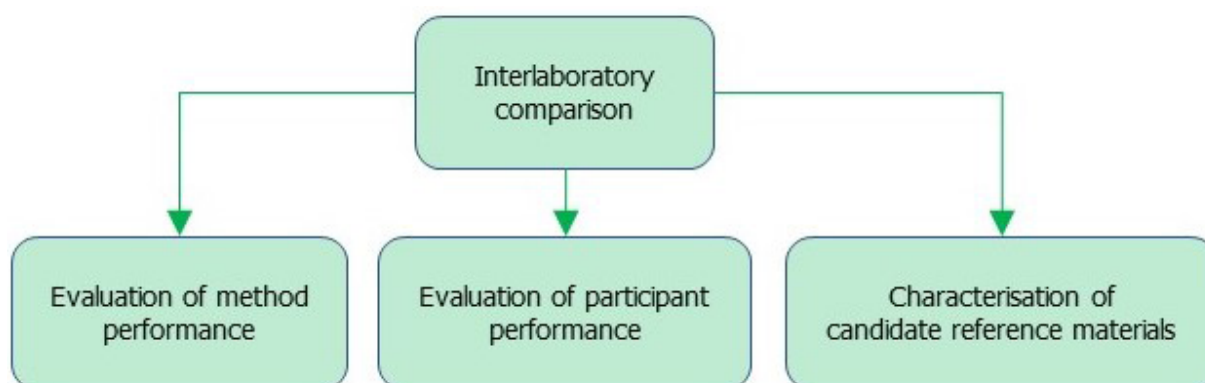 Interlaboratory
comparison
Evaluation of method
performance
Evaluation of participant
performance
Characterisation of
candidate reference materials